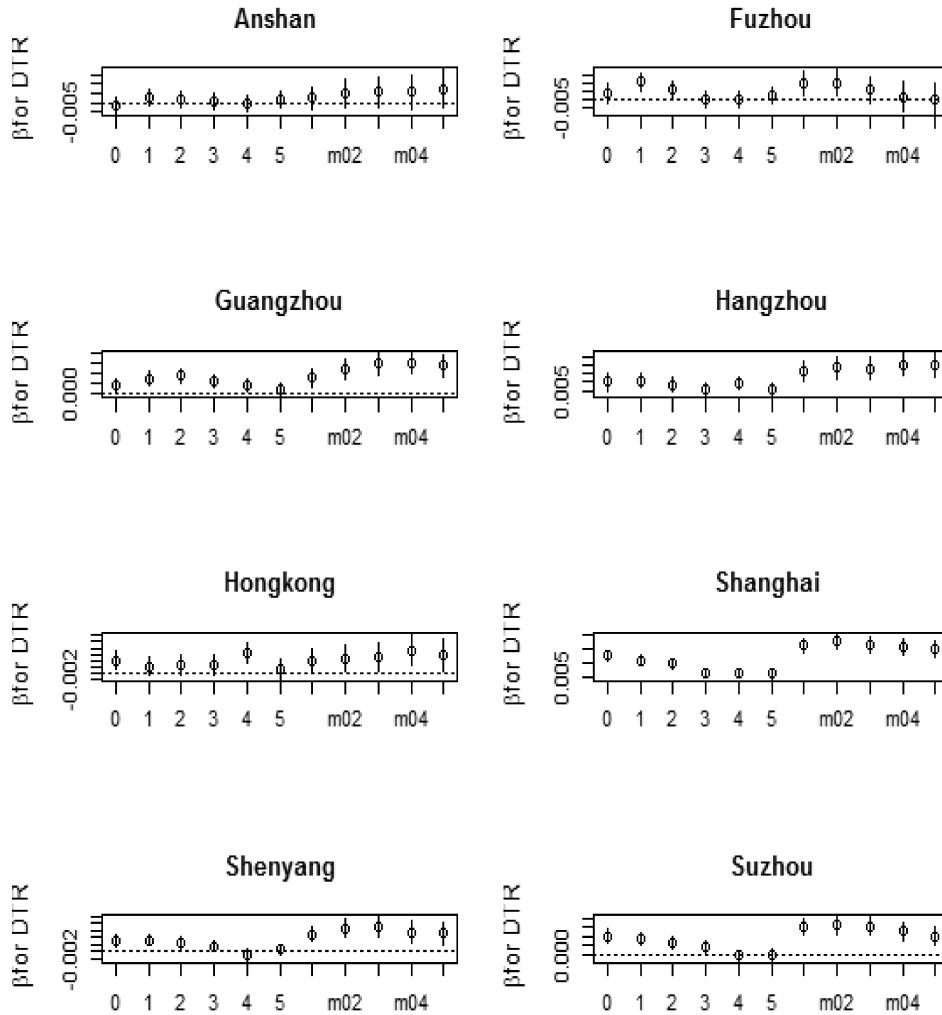 Anshan
βfor DTR
-0.005
0 1 2 3 4 5 m02 m04
Fuzhou
βfor DTR
-0.005
0 1 2 3 4 5 m02 m04
Guangzhou
βfor DTR
0.000
0 1 2 3 4 5 m02 m04
Hangzhou
βfor DTR
0.005
0 1 2 3 4 5 m02 m04
Hongkong
βfor DTR
-0.002
0 1 2 3 4 5 m02 m04
Shanghai
βfor DTR
0.005
0 1 2 3 4 5 m02 m04
Shenyang
βfor DTR
-0.002
0 1 2 3 4 5 m02 m04
Suzhou
βfor DTR
0.000
0 1 2 3 4 5 m02 m04